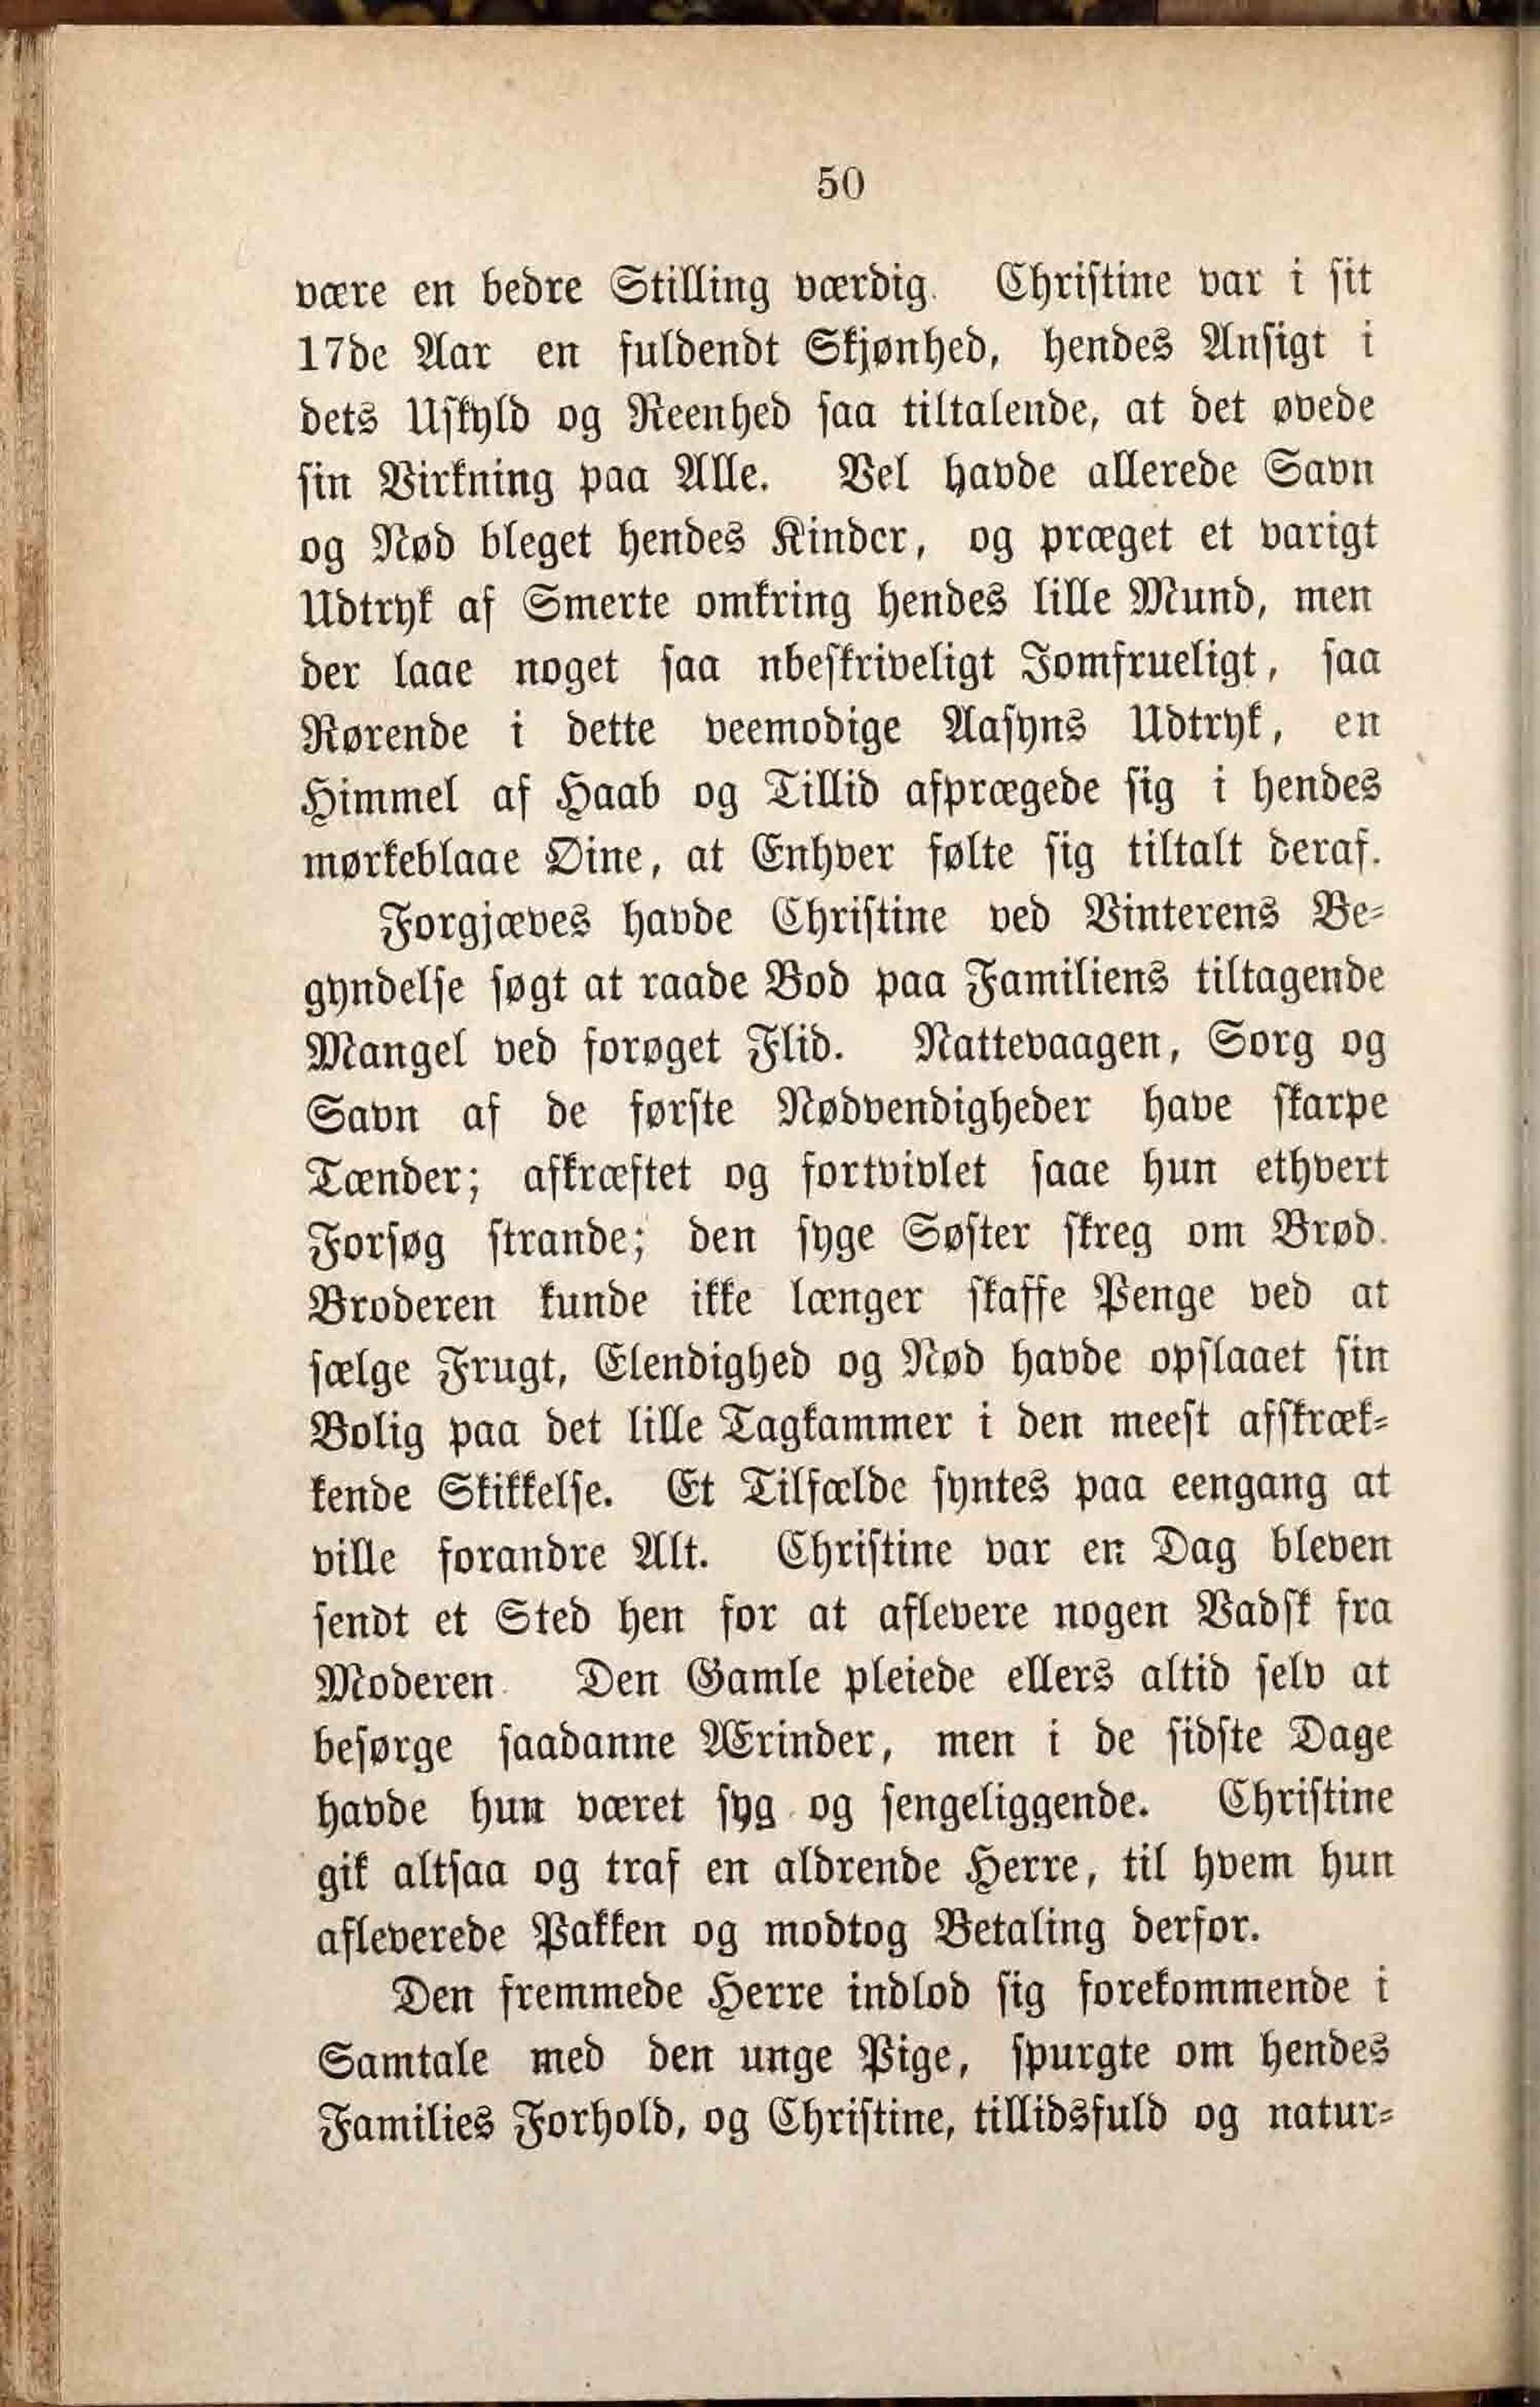 50
være en bedre Stilling værdig. Christine var i sit
17de Aar en fuldendt Skjønhed, hendes Ansigt i
dets Uskyld og Reenhed saa tiltalende, at det øvede
sin Virkning paa Alle. Vel havde allerede Savn
og Nød bleget hendes Kinder, og præget et varigt
Udtryk af Smerte omkring hendes lille Mund, men
der laae noget saa nbeskriveligt Jomfrueligt, saa
Rørende i dette veemodige Aasyns Udtryk, en
Himmel af Haab og Tillid afprægede sig i hendes
mørkeblaae Øine, at Enhver følte sig tiltalt deraf.
Forgjæves havde Christine ved Vinterens Be-
gyndelse søgt at raade Bod paa Familiens tiltagende
Mangel ved forøget Flid. Nattevaagen, Sorg og
Savn af de første Nødvendigheder have skarpe
Tænder; afkræftet og fortvivlet saae hun ethvert
Forsøg strande; den syge Søster skreg om Brød.
Broderen kunde ikke længer skaffe Penge ved at
sælge Frugt, Elendighed og Nød havde opslaaet sin
Bolig paa det lille Tagkammer i den meest afskræk-
kende Skikkelse. Et Tilfælde syntes paa eengang at
ville forandre Alt. Christine var en Dag bleven
sendt et Sted hen for at aflevere nogen Vadsk fra
Moderen. Den Gamle pleiede ellers altid selv at
besørge saadanne Ærinder, men i de sidste Dage
havde hun været syg og sengeliggende. Christine
gik altsaa og traf en aldrende Herre, til hvem hun
afleverede Pakken og modtog Betaling derfor.
Den fremmede Herre indlod sig forekommende i
Samtale med den unge Pige, spurgte om hendes
Families Forhold, og Christine, tillidsfuld og natur-